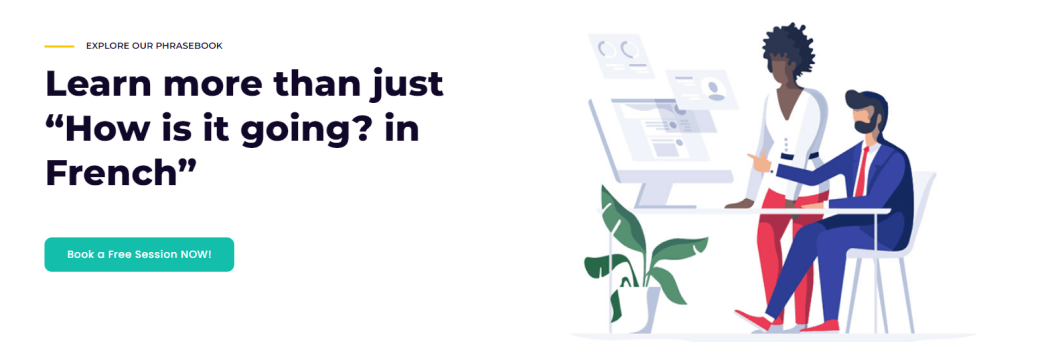 EXPLORE OUR PHRASEBOOK
Learn more than just
“How is it going? in
French”
Book a Free Session NOW!